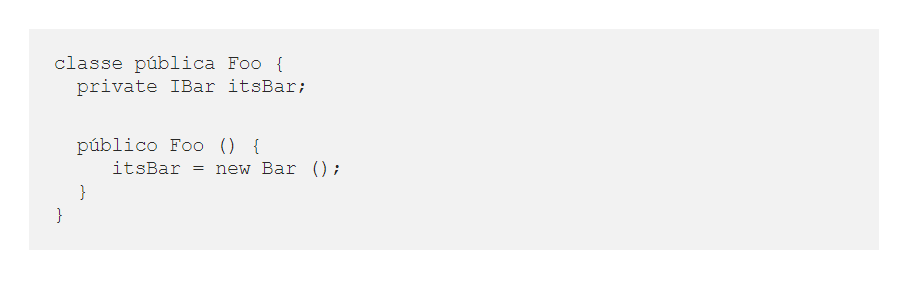 classe pública Foo {
private IBar itsBar;
público Foo () {
itsBar = new Bar ();
}
}